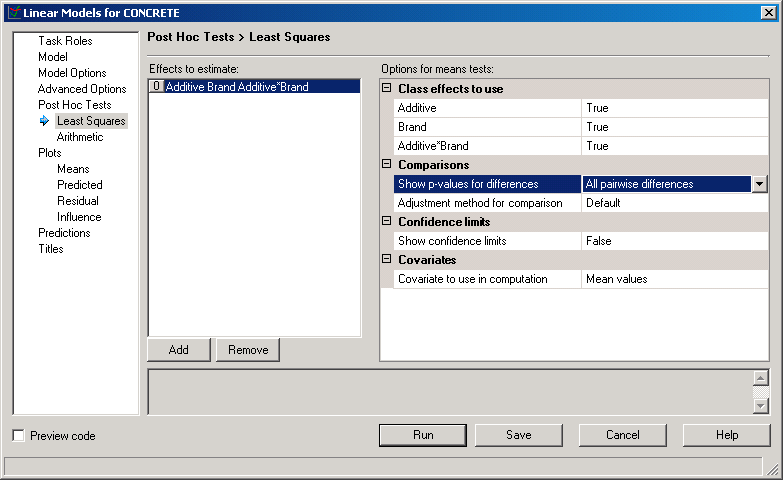 Linear Models for CONCRETE
Task Roles
Model
Model Options
Advanced Options
Post Hoc Tests
Least Squares
Arithmetic
Plots
Means
Predicted
Residual
Influence
Predictions
Titles
Post Hoc Tests > Least Squares
Effects to estimate:
0 Additive Brand Additive*Brand
Add Remove
Options for means tests:
Class effects to use
Additive True
Brand True
Additive*Brand True
Comparisons
Show p-values for differences All pairwise differences
Adjustment method for comparison Default
Confidence limits
Show confidence limits False
Covariates
Covariate to use in computation Mean values
Preview code
Run Save Cancel Help